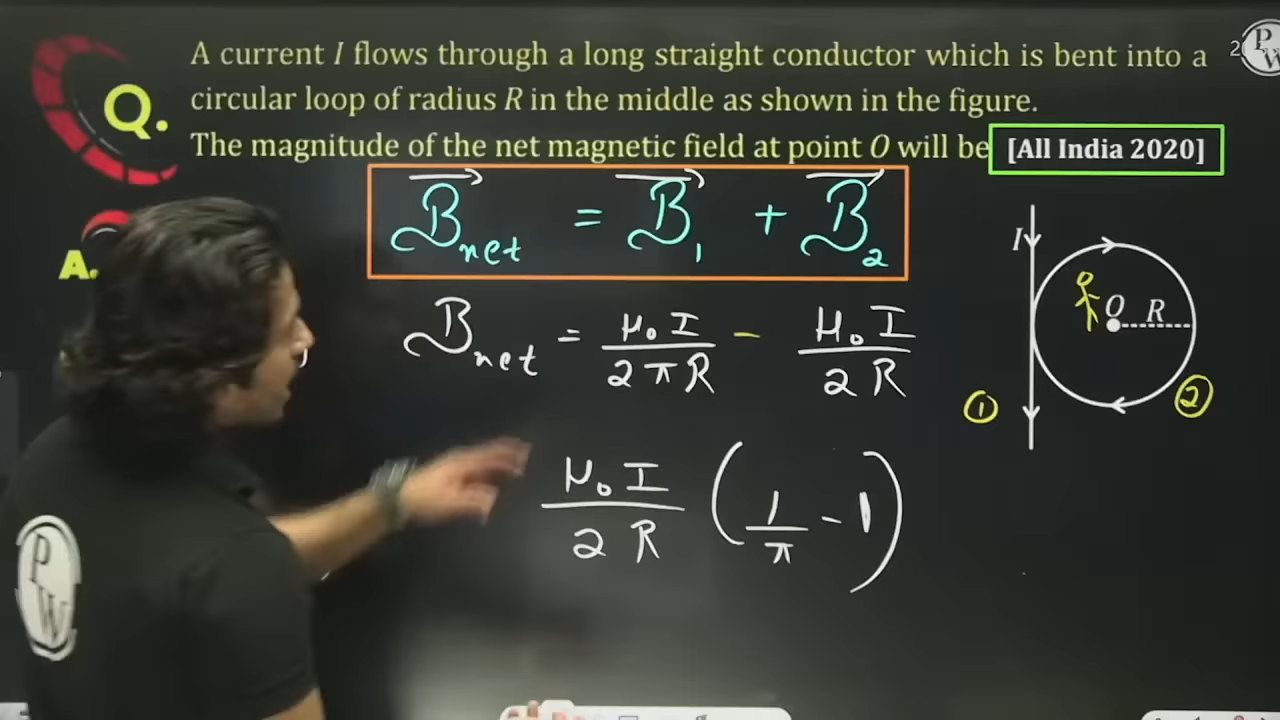 A current I flows through a long straight conductor which is bent into a
Q. circular loop of radius R in the middle as shown in the figure.
The magnitude of the net magnetic field at point O will be [All India 2020]
A.
B⃗net = B⃗₁ + B⃗₂
Bnet = μ₀I/2πR − μ₀I/2R
μ₀I/2R (1/π − 1)
I
O R
① ②
PW
PW